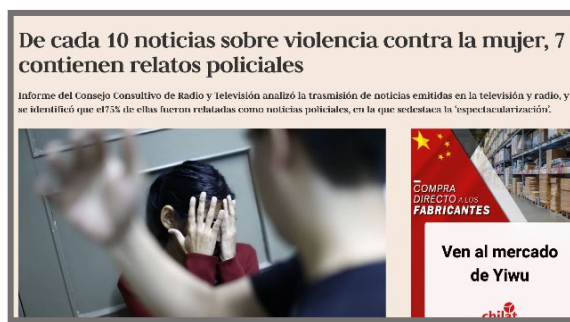 De cada 10 noticias sobre violencia contra la mujer, 7
contienen relatos policiales
Informe del Consejo Consultivo de Radio y Televisión analizó la trasmisión de noticias emitidas en la televisión y radio, y
se identificó que el75% de ellas fueron relatadas como noticias policiales, en la que sedestaca la ‘espectacularización’.
COMPRA
DIRECTO A LOS
FABRICANTES
Ven al mercado
de Yiwu
chilat